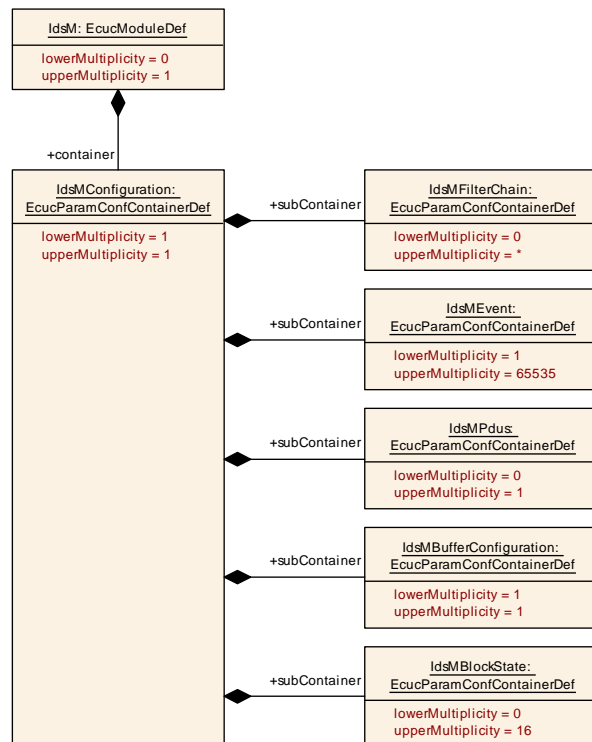 IdsM: EcucModuleDef
lowerMultiplicity = 0
upperMultiplicity = 1
+container
IdsMConfiguration:
EcucParamConfContainerDef
lowerMultiplicity = 1
upperMultiplicity = 1
+subContainer
IdsMFilterChain:
EcucParamConfContainerDef
lowerMultiplicity = 0
upperMultiplicity = *
+subContainer
IdsMEvent:
EcucParamConfContainerDef
lowerMultiplicity = 1
upperMultiplicity = 65535
+subContainer
IdsMPdus:
EcucParamConfContainerDef
lowerMultiplicity = 0
upperMultiplicity = 1
+subContainer
IdsMBufferConfiguration:
EcucParamConfContainerDef
lowerMultiplicity = 1
upperMultiplicity = 1
+subContainer
IdsMBlockState:
EcucParamConfContainerDef
lowerMultiplicity = 0
upperMultiplicity = 16